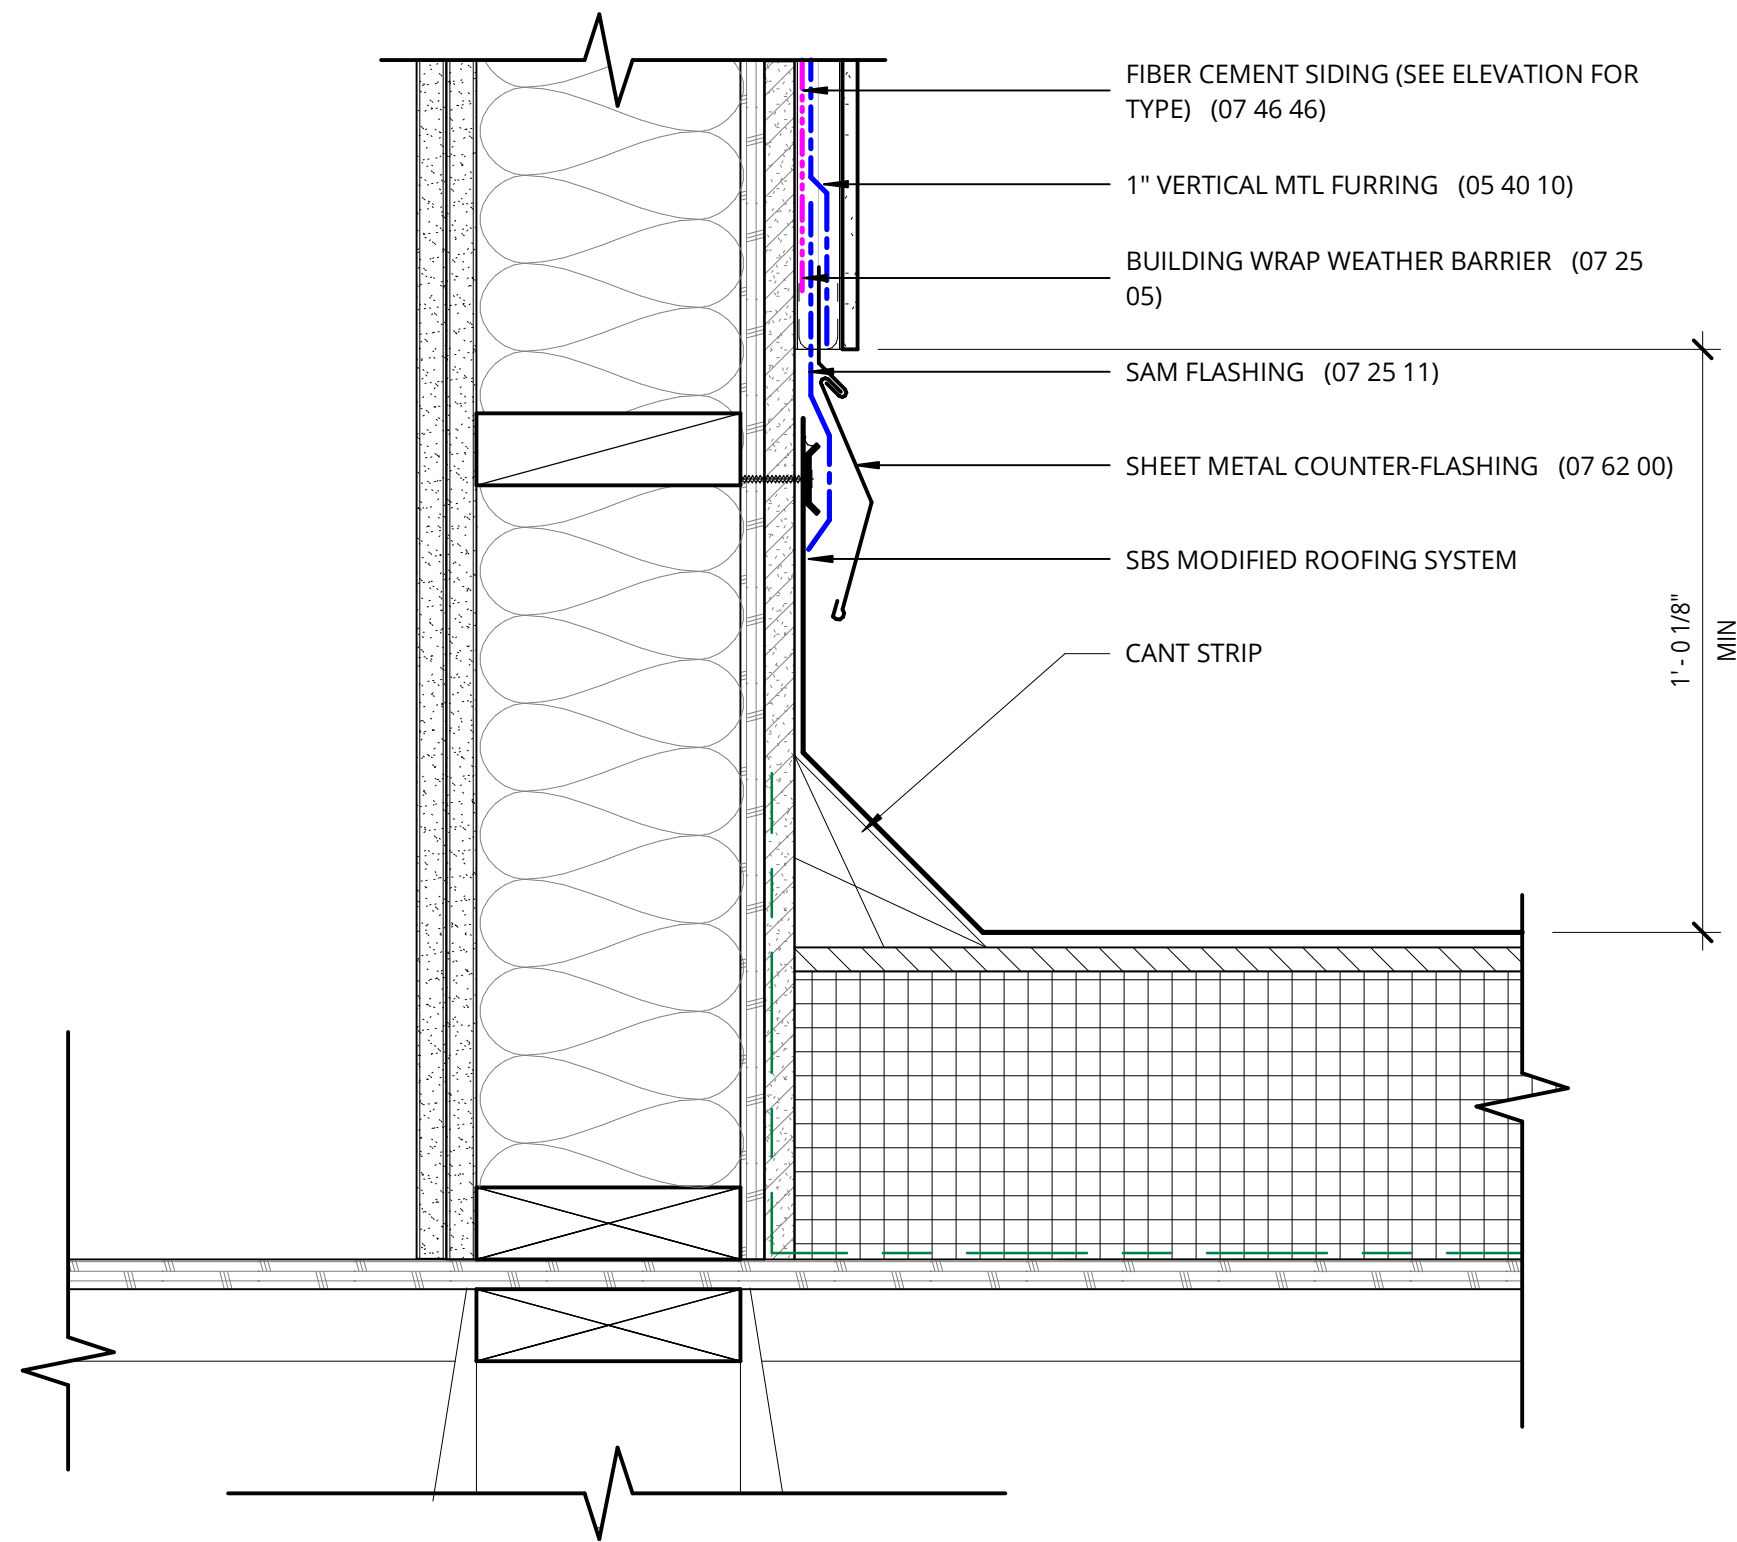 FIBER CEMENT SIDING (SEE ELEVATION FOR
TYPE) (07 46 46)
1" VERTICAL MTL FURRING (05 40 10)
BUILDING WRAP WEATHER BARRIER (07 25
05)
SAM FLASHING (07 25 11)
SHEET METAL COUNTER-FLASHING (07 62 00)
SBS MODIFIED ROOFING SYSTEM
CANT STRIP
1' - 0 1/8"
MIN